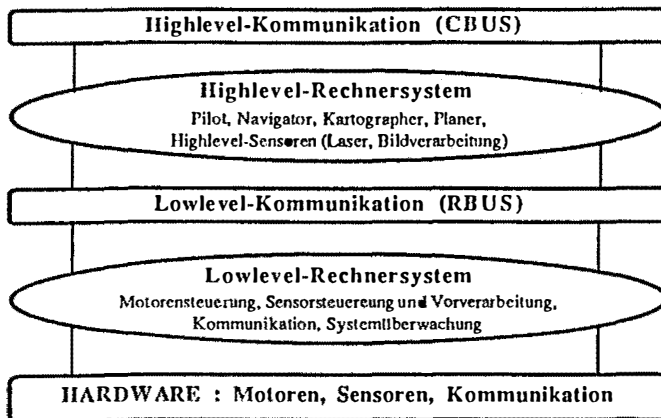 Highlevel-Kommunikation (CBUS)
Highlevel-Rechnersystem
Pilot, Navigator, Kartographer, Planer,
Highlevel-Sensoren (Laser, Bildverarbeitung)
Lowlevel-Kommunikation (RBUS)
Lowlevel-Rechnersystem
Motorensteuerung, Sensorsteuereung und Vorverarbeitung,
Kommunikation, Systemüberwachung
HARDWARE : Motoren, Sensoren, Kommunikation